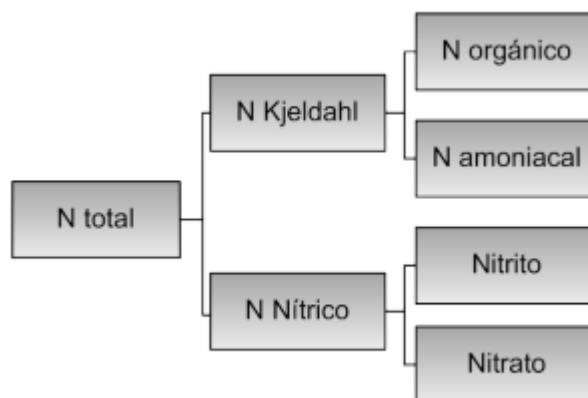 N total
N Kjeldahl
N orgánico
N amoniacal
N Nítrico
Nitrito
Nitrato